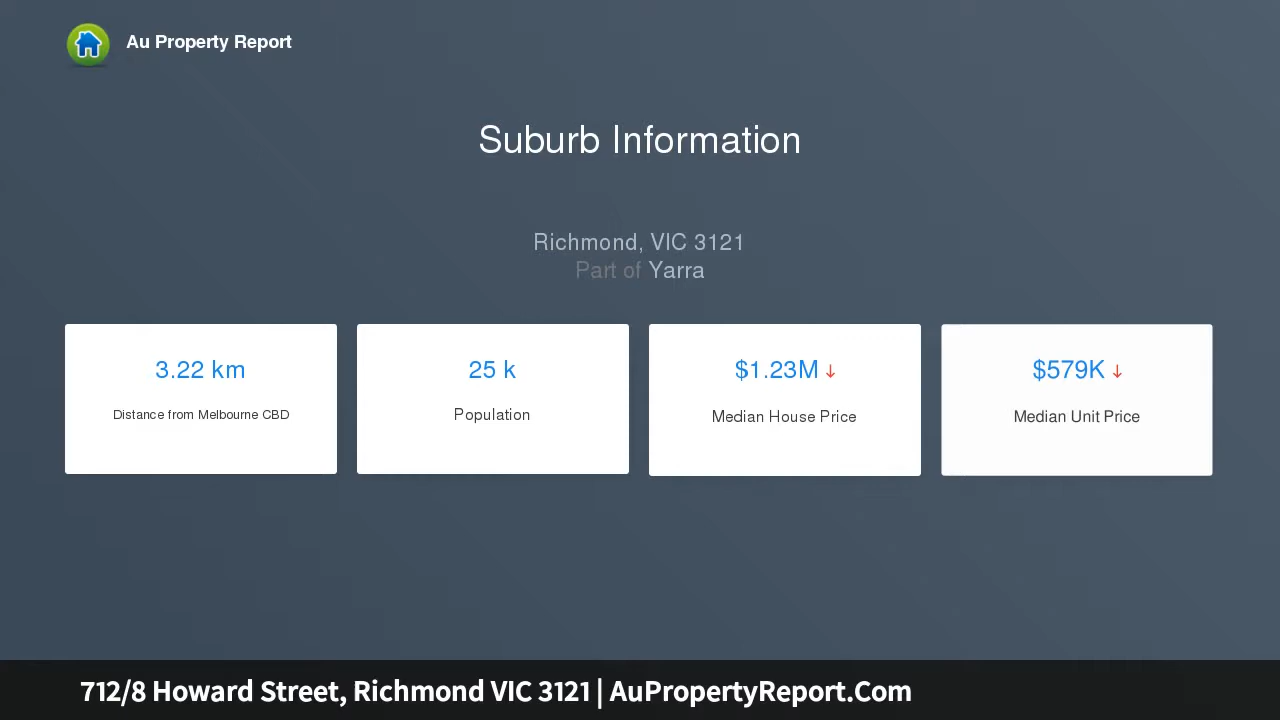 Au Property Report
Suburb Information
Richmond, VIC 3121
Part of Yarra
3.22 km
Distance from Melbourne CBD
25 k
Population
$1.23M ↓
Median House Price
$579K ↓
Median Unit Price
712/8 Howard Street, Richmond VIC 3121 | AuPropertyReport.Com